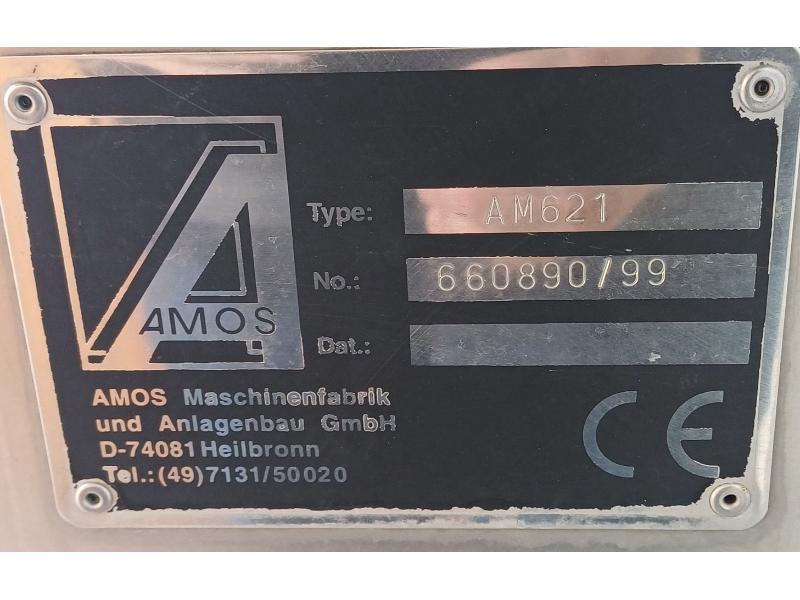 AMOS
Type: AM621
No.: 660890/99
Dat.:
AMOS Maschinenfabrik
und Anlagenbau GmbH
D-74081 Heilbronn
Tel.:(49)7131/50020
CE